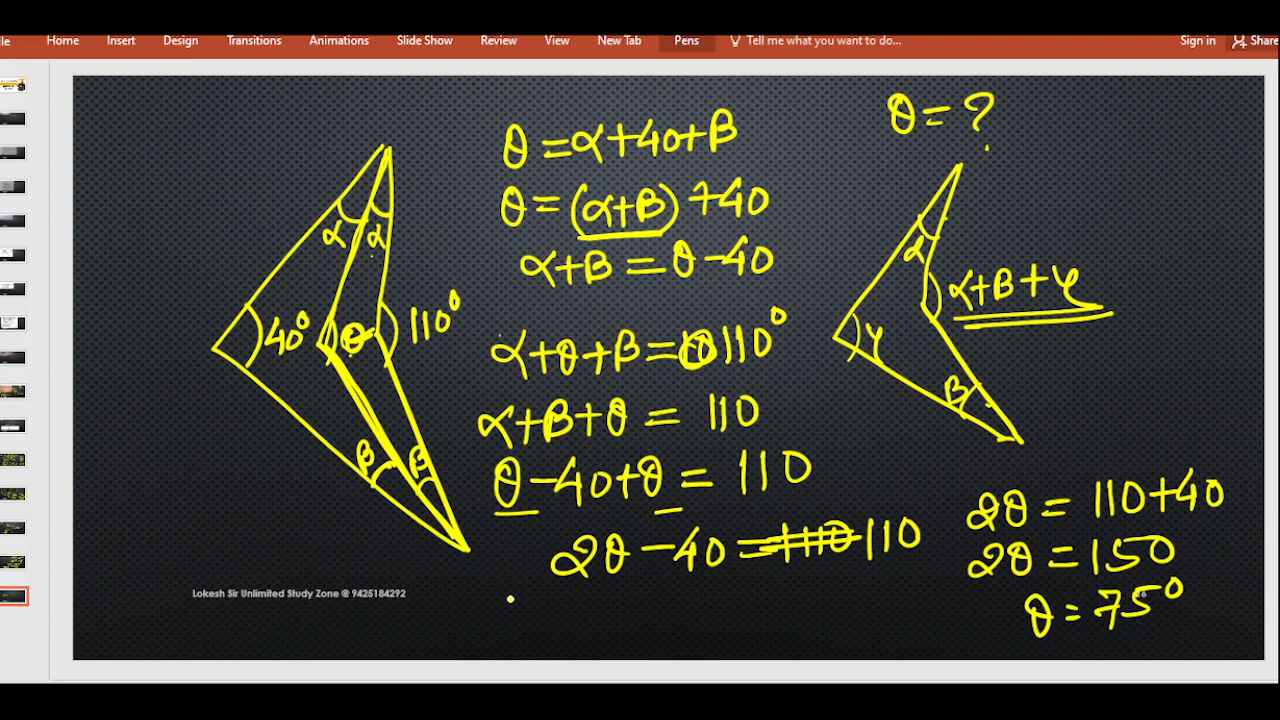 le Home Insert Design Transitions Animations Slide Show Review View New Tab Pens Tell me what you want to do... Sign in Share
θ = ?
θ = α+40+β
θ = (α+β) +40
α+β = θ-40
α α
α
40° θ 110°
α+β+γ
γ
β
β β
α+θ+β = 110°
α+β+θ = 110
θ-40+θ = 110
2θ-40 = 110
2θ = 110+40
2θ = 150
θ = 75°
Lokesh Sir Unlimited Study Zone @ 9425184292